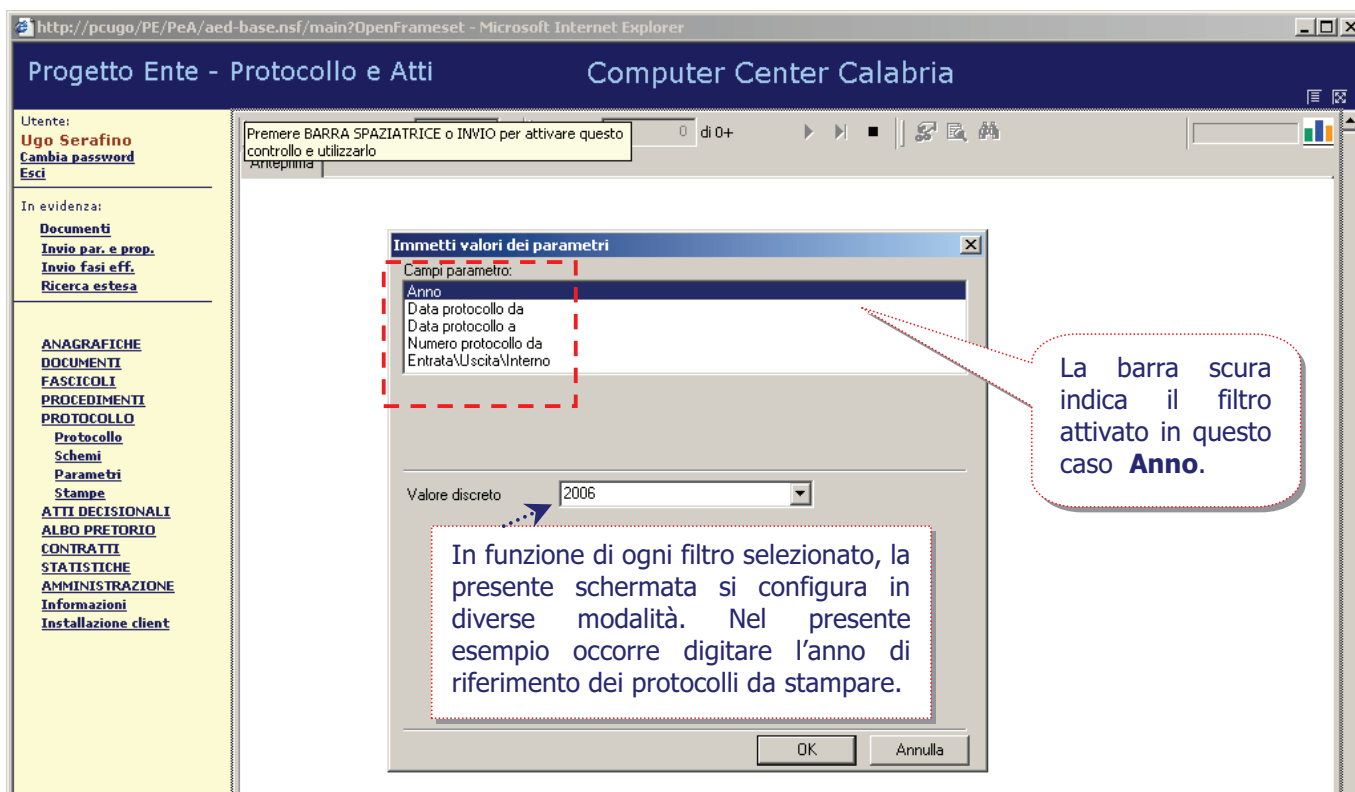 http://pcugo/PE/PeA/aed-base.nsf/main?OpenFrameset - Microsoft Internet Explorer
Progetto Ente - Protocollo e Atti
Computer Center Calabria
Utente:
Ugo Serafino
Cambia password
Esci
In evidenza:
Documenti
Invio par. e prop.
Invio fasi eff.
Ricerca estesa
ANAGRAFICHE
DOCUMENTI
FASCICOLI
PROCEDIMENTI
PROTOCOLLO
Protocollo
Schemi
Parametri
Stampe
ATTI DECISIONALI
ALBO PRETORIO
CONTRATTI
STATISTICHE
AMMINISTRAZIONE
Informazioni
Installazione client
Premere BARRA SPAZIATRICE o INVIO per attivare questo
controllo e utilizzarlo
0 di 0+
Anteprima
Immetti valori dei parametri
Campi parametro:
Anno
Data protocollo da
Data protocollo a
Numero protocollo da
Entrata\Uscita\Interno
Valore discreto 2006
In funzione di ogni filtro selezionato, la
presente schermata si configura in
diverse modalità. Nel presente
esempio occorre digitare l’anno di
riferimento dei protocolli da stampare.
OK Annulla
La barra scura
indica il filtro
attivato in questo
caso Anno.